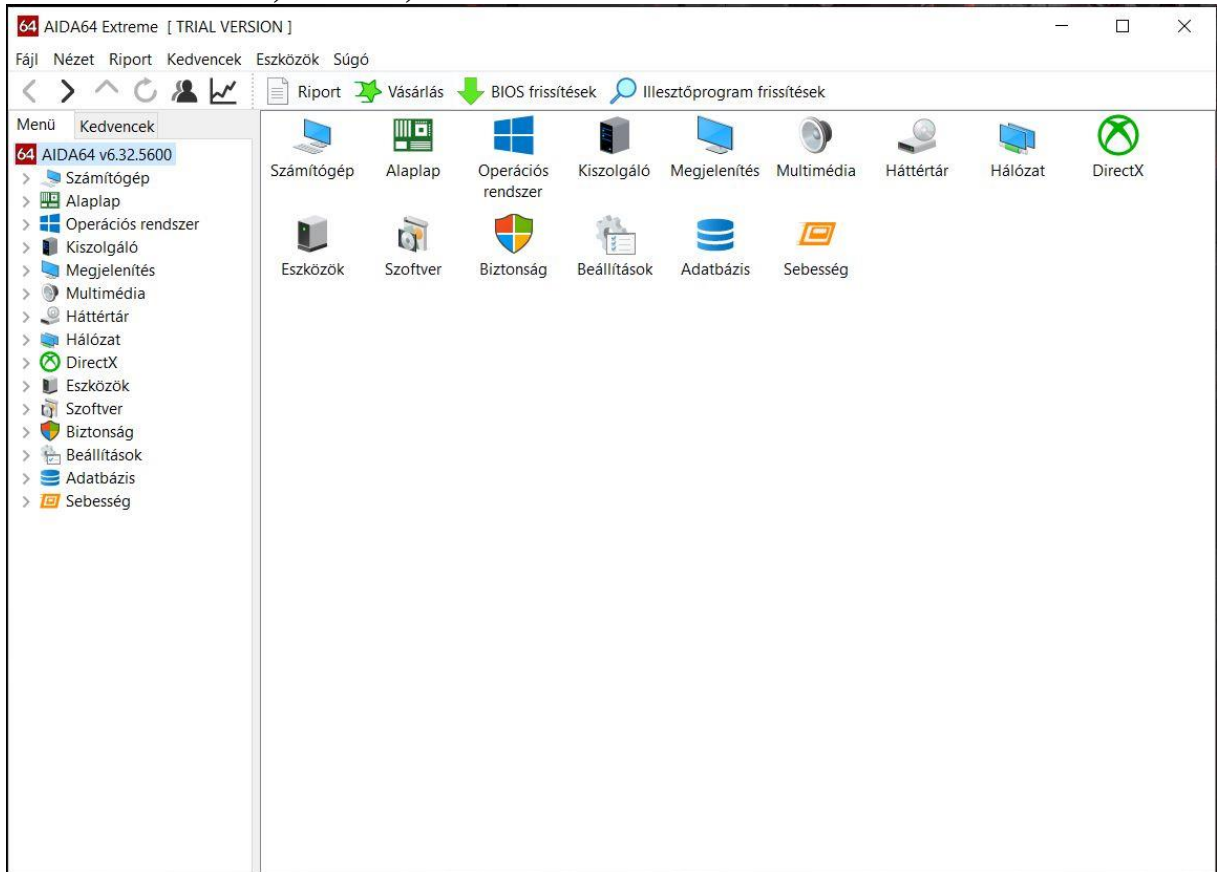 64 AIDA64 Extreme [ TRIAL VERSION ]
Fájl Nézet Riport Kedvencek Eszközök Súgó
Riport Vásárlás BIOS frissítések Illesztőprogram frissítések
Menü Kedvencek
64 AIDA64 v6.32.5600
Számítógép
Alaplap
Operációs rendszer
Kiszolgáló
Megjelenítés
Multimédia
Háttértár
Hálózat
DirectX
Eszközök
Szoftver
Biztonság
Beállítások
Adatbázis
Sebesség
Számítógép Alaplap Operációs rendszer Kiszolgáló Megjelenítés Multimédia Háttértár Hálózat DirectX
Eszközök Szoftver Biztonság Beállítások Adatbázis Sebesség